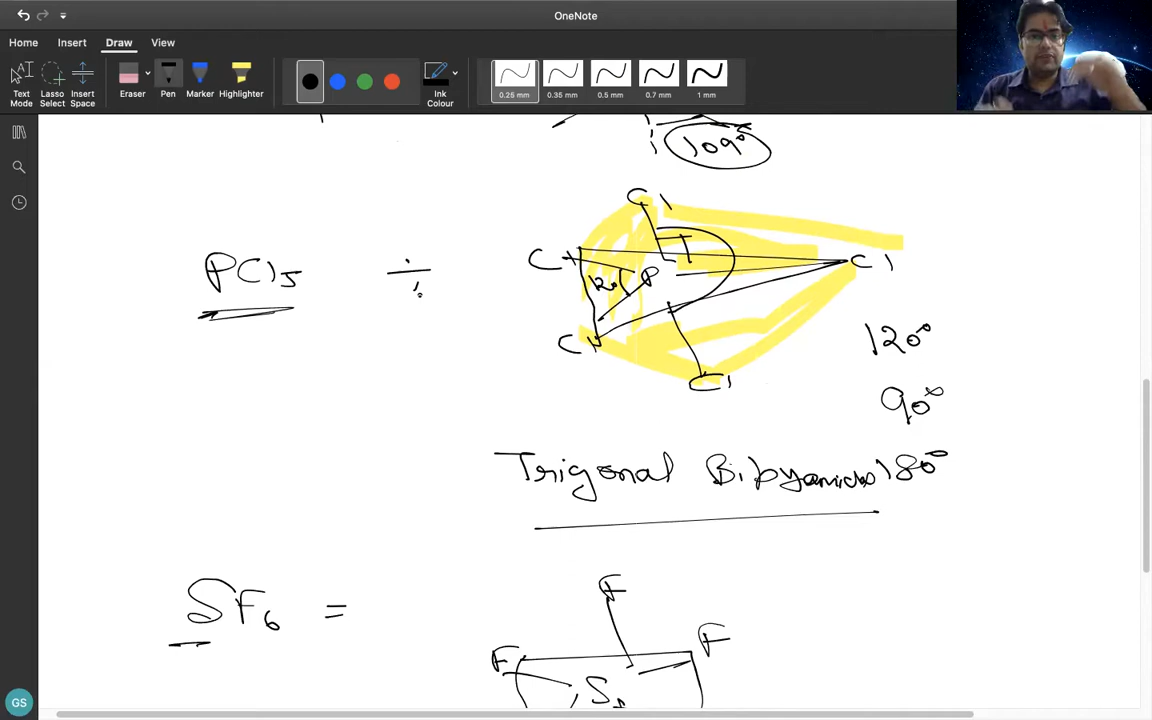 OneNote
Home Insert Draw View
Text Mode
Lasso Select
Insert Space
Eraser
Pen
Marker
Highlighter
Ink Colour
0.25 mm
0.35 mm
0.5 mm
0.7 mm
1 mm
109°
Cl
PCl5 ÷ Cl P Cl
120
Cl
Cl
120°
90°
Trigonal 180°
SF6 =
F
F F
S
GS